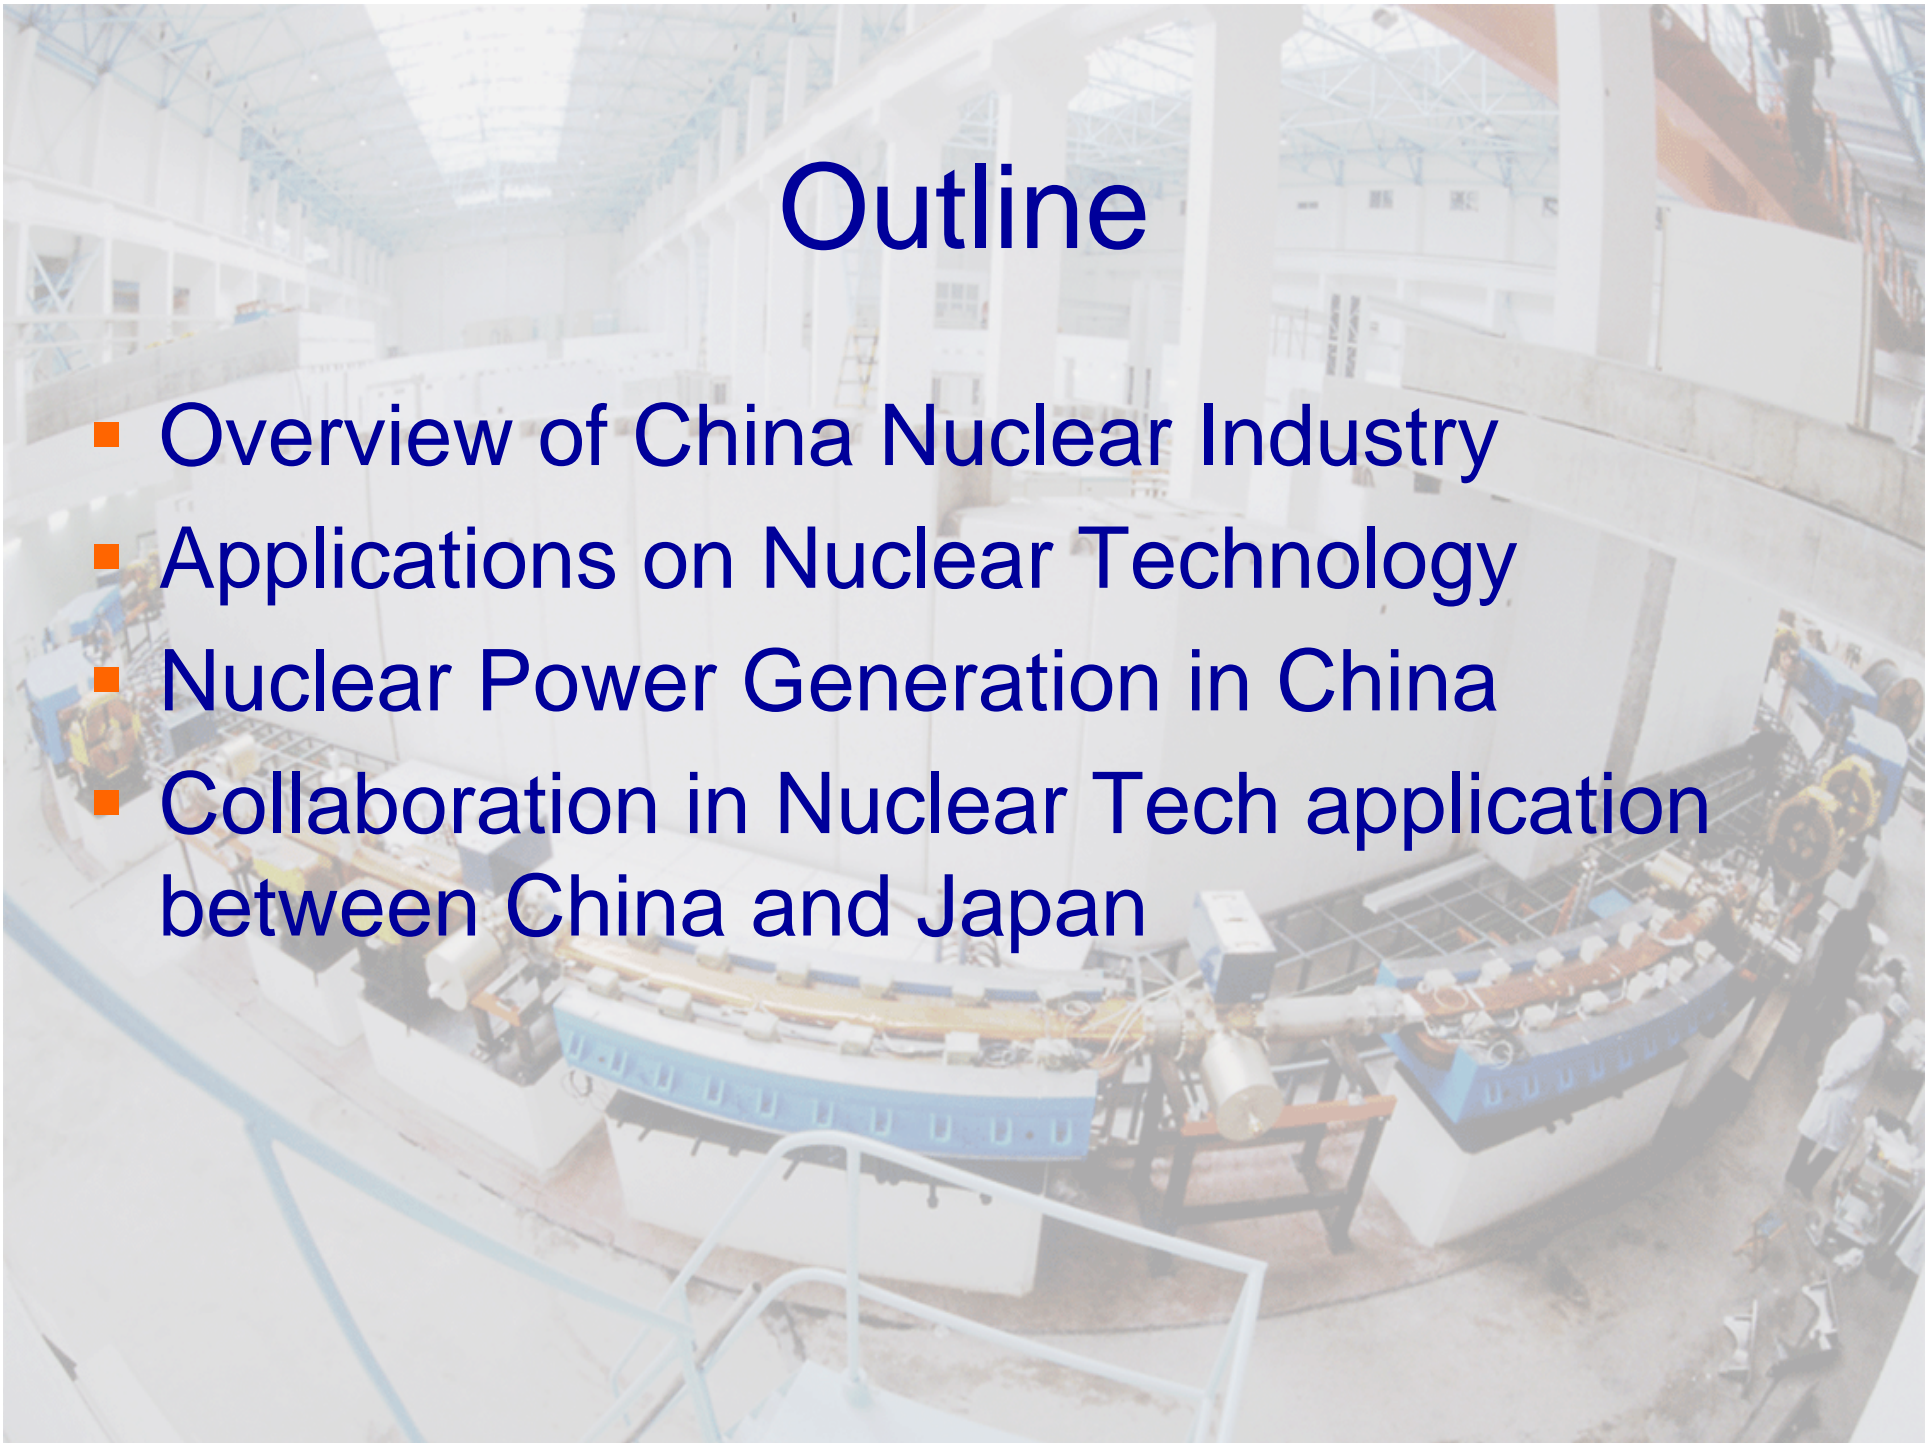 Outline
▪ Overview of China Nuclear Industry
▪ Applications on Nuclear Technology
▪ Nuclear Power Generation in China
▪ Collaboration in Nuclear Tech application
between China and Japan